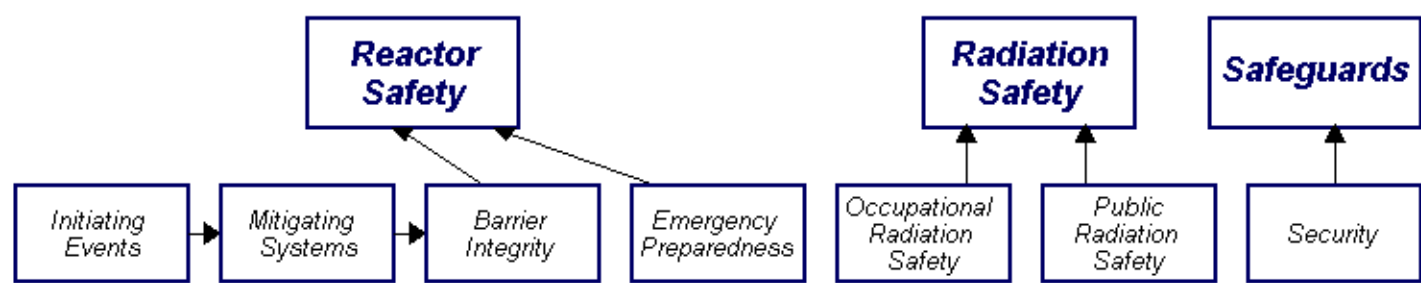 Reactor
Safety
Radiation
Safety
Safeguards
Initiating
Events
Mitigating
Systems
Barrier
Integrity
Emergency
Preparedness
Occupational
Radiation
Safety
Public
Radiation
Safety
Security